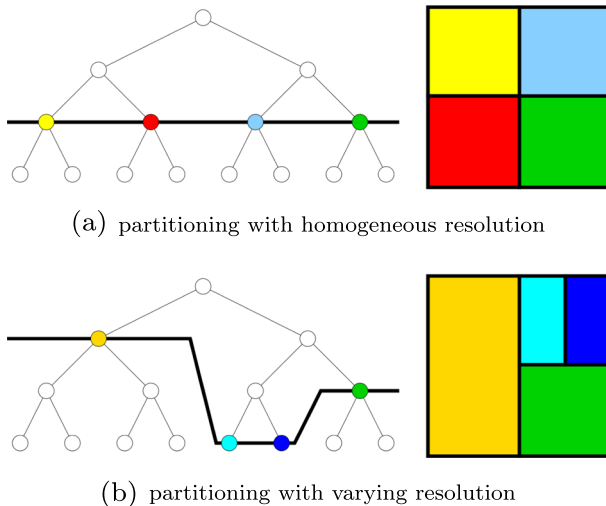 (a) partitioning with homogeneous resolution
(b) partitioning with varying resolution